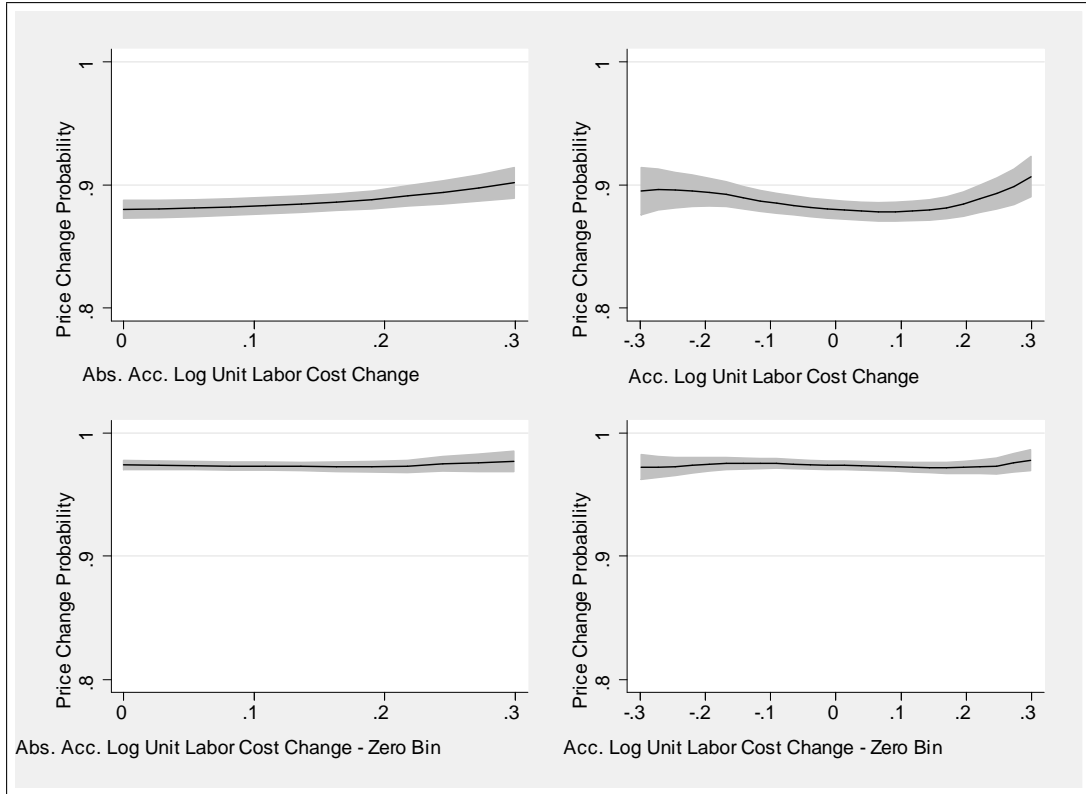 Price Change Probability
1
.9
.8
0 .1 .2 .3
Abs. Acc. Log Unit Labor Cost Change
Price Change Probability
1
.9
.8
-.3 -.2 -.1 0 .1 .2 .3
Acc. Log Unit Labor Cost Change
Price Change Probability
1
.9
.8
0 .1 .2 .3
Abs. Acc. Log Unit Labor Cost Change - Zero Bin
Price Change Probability
1
.9
.8
-.3 -.2 -.1 0 .1 .2 .3
Acc. Log Unit Labor Cost Change - Zero Bin